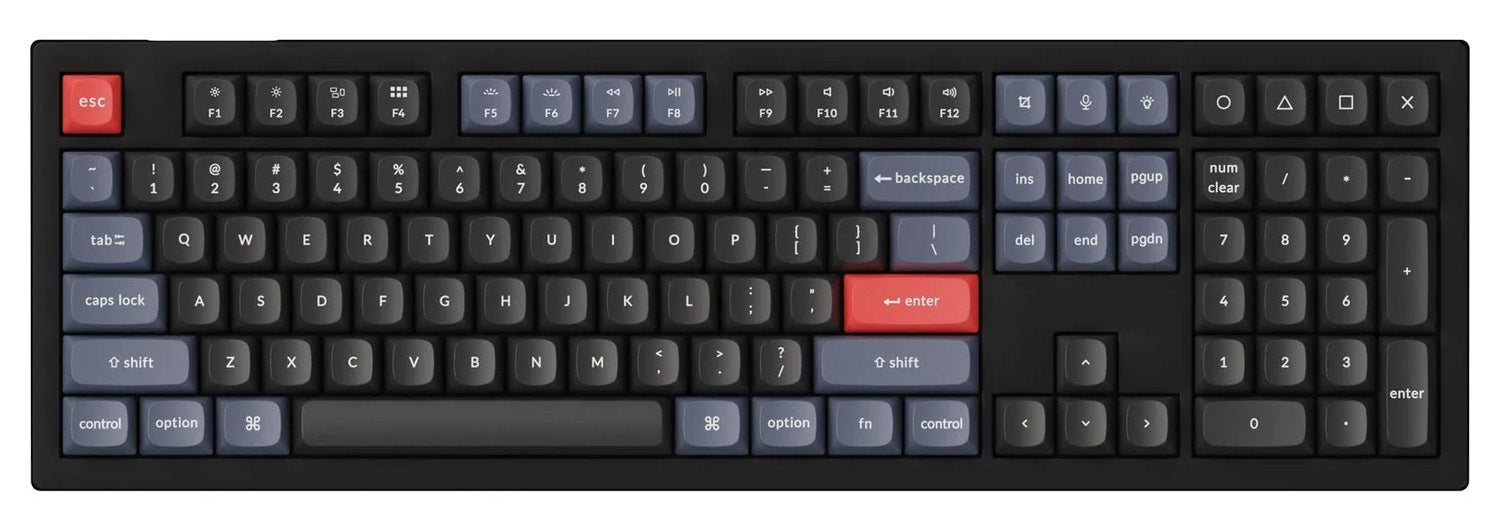 esc F1 F2 F3 F4 F5 F6 F7 F8 F9 F10 F11 F12 ○ △ □ ✕
~ ! @ # $ % ^ & * ( ) — +
` 1 2 3 4 5 6 7 8 9 0 - = ← backspace ins home pgup num clear / * -
tab Q W E R T Y U I O P { [ } ] | \ del end pgdn 7 8 9 +
caps lock A S D F G H J K L : ; " ' ↵ enter 4 5 6
⇧ shift Z X C V B N M < , > . ? / ⇧ shift ^ 1 2 3 enter
control option ⌘ ⌘ option fn control < ⌄ > 0 .